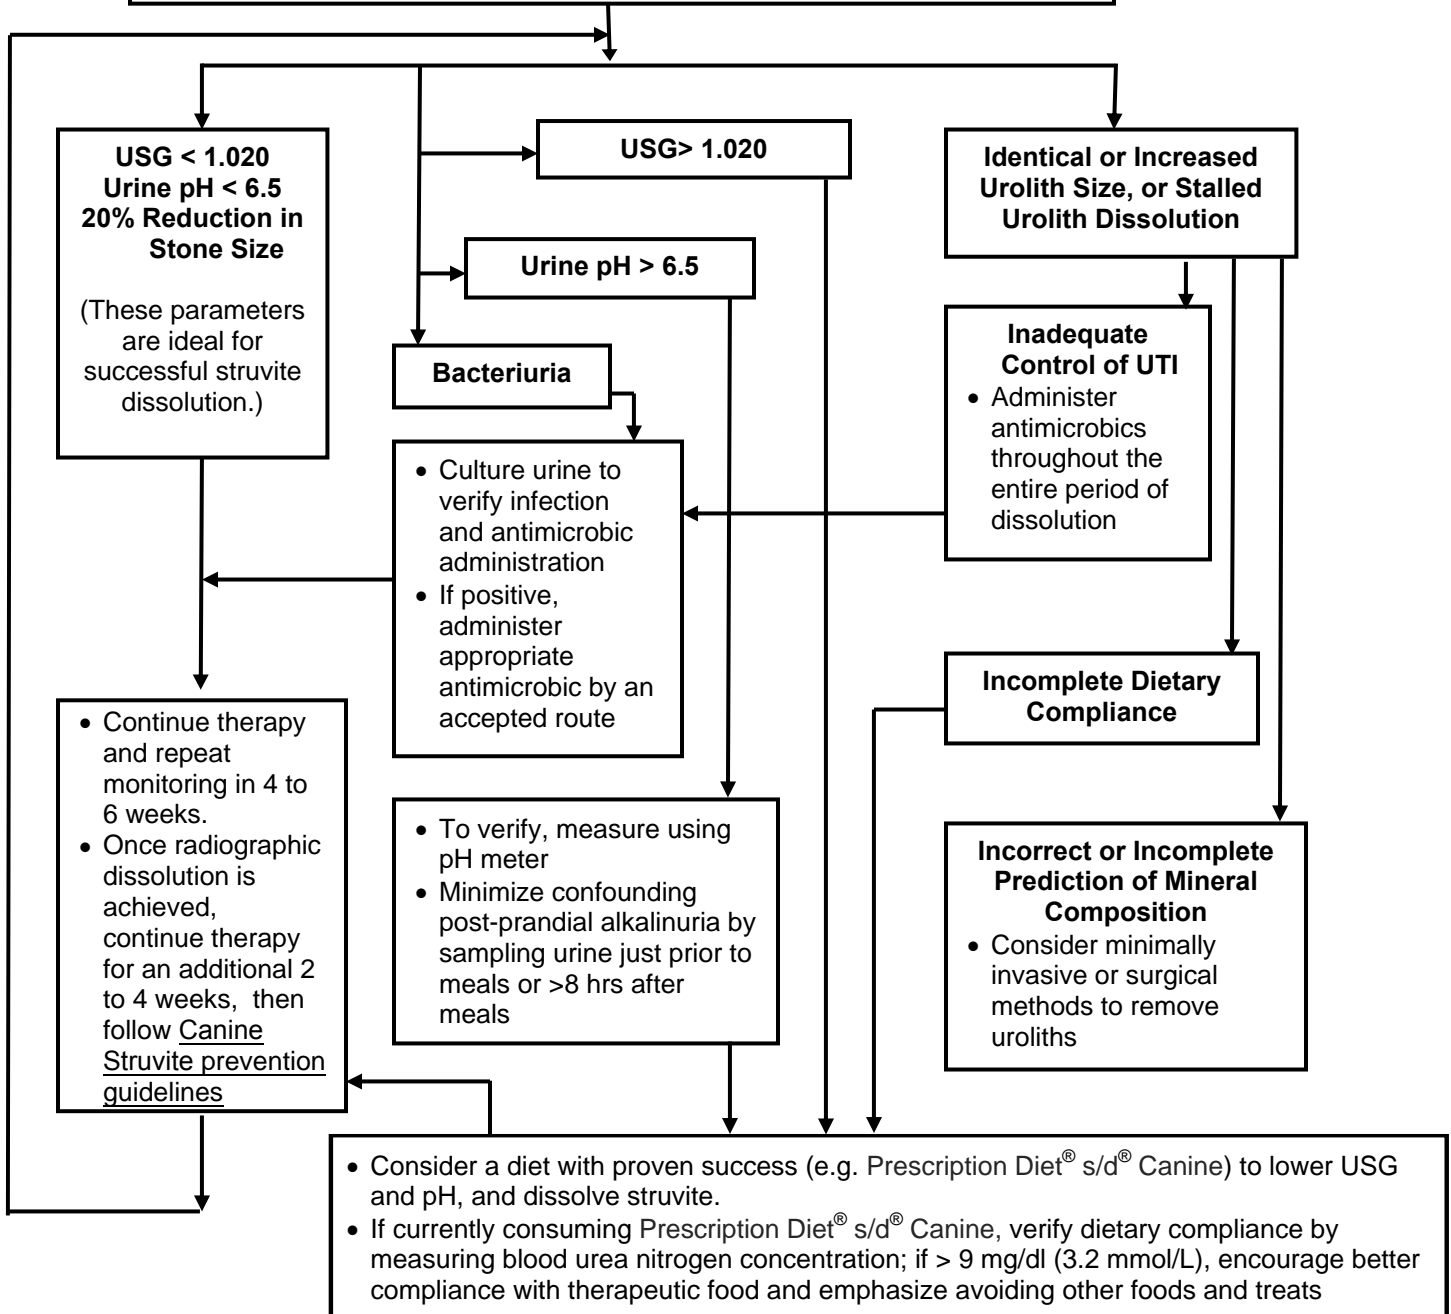 USG < 1.020
Urine pH < 6.5
20% Reduction in
Stone Size
(These parameters
are ideal for
successful struvite
dissolution.)
USG> 1.020
Urine pH > 6.5
Bacteriuria
Identical or Increased
Urolith Size, or Stalled
Urolith Dissolution
Inadequate
Control of UTI
• Administer
antimicrobics
throughout the
entire period of
dissolution
• Culture urine to
verify infection
and antimicrobic
administration
• If positive,
administer
appropriate
antimicrobic by an
accepted route
Incomplete Dietary
Compliance
• Continue therapy
and repeat
monitoring in 4 to
6 weeks.
• Once radiographic
dissolution is
achieved,
continue therapy
for an additional 2
to 4 weeks, then
follow Canine
Struvite prevention
guidelines
• To verify, measure using
pH meter
• Minimize confounding
post-prandial alkalinuria by
sampling urine just prior to
meals or >8 hrs after
meals
Incorrect or Incomplete
Prediction of Mineral
Composition
• Consider minimally
invasive or surgical
methods to remove
uroliths
• Consider a diet with proven success (e.g. Prescription Diet® s/d® Canine) to lower USG
and pH, and dissolve struvite.
• If currently consuming Prescription Diet® s/d® Canine, verify dietary compliance by
measuring blood urea nitrogen concentration; if > 9 mg/dl (3.2 mmol/L), encourage better
compliance with therapeutic food and emphasize avoiding other foods and treats